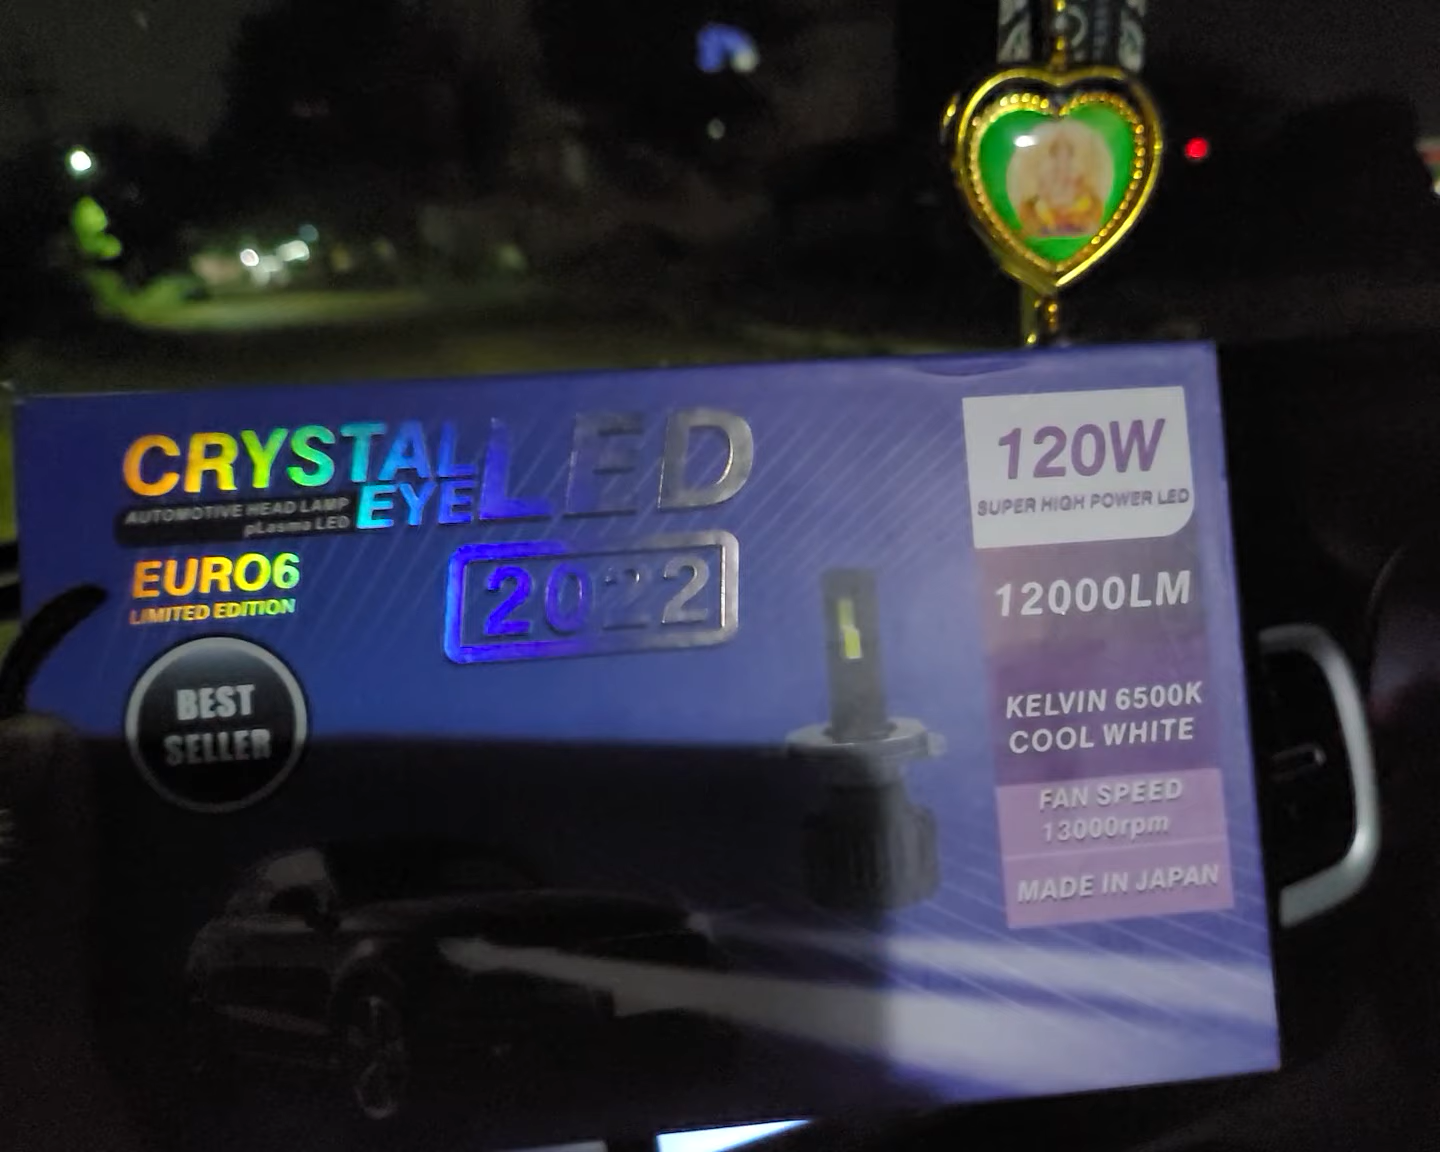 CRYSTAL EYE LED
AUTOMOTIVE HEAD LAMP
pLasma LED
EURO6
LIMITED EDITION
2022
BEST
SELLER
120W
SUPER HIGH POWER LED
12000LM
KELVIN 6500K
COOL WHITE
FAN SPEED
13000rpm
MADE IN JAPAN